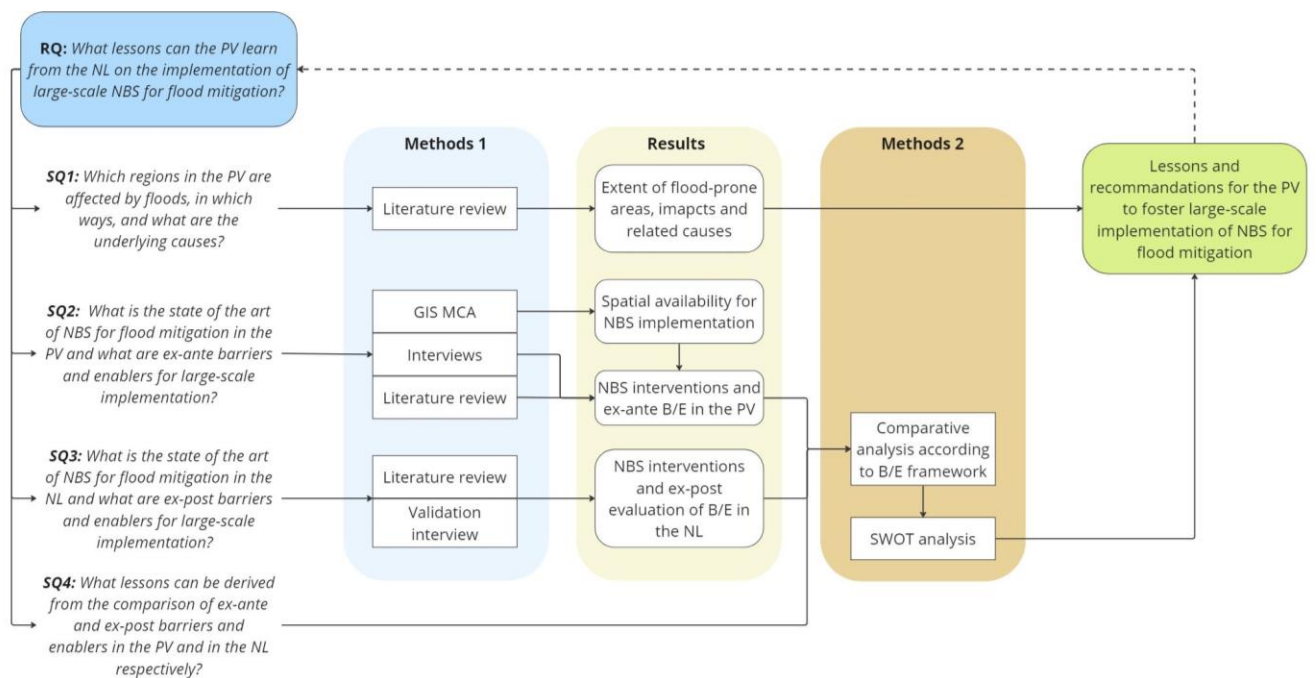 RQ: What lessons can the PV learn
from the NL on the implementation of
large-scale NBS for flood mitigation?
Methods 1
Results
Methods 2
SQ1: Which regions in the PV are
affected by floods, in which
ways, and what are the
underlying causes?
Literature review
Extent of flood-prone
areas, imapcts and
related causes
Lessons and
recommandations for the PV
to foster large-scale
implementation of NBS for
flood mitigation
SQ2: What is the state of the art
of NBS for flood mitigation in the
PV and what are ex-ante barriers
and enablers for large-scale
implementation?
GIS MCA
Interviews
Literature review
Spatial availability for
NBS implementation
NBS interventions and
ex-ante B/E in the PV
Comparative
analysis according
to B/E framework
SWOT analysis
SQ3: What is the state of the art
of NBS for flood mitigation in the
NL and what are ex-post barriers
and enablers for large-scale
implementation?
Literature review
Validation
interview
NBS interventions
and ex-post
evaluation of B/E in
the NL
SQ4: What lessons can be derived
from the comparison of ex-ante
and ex-post barriers and
enablers in the PV and in the NL
respectively?